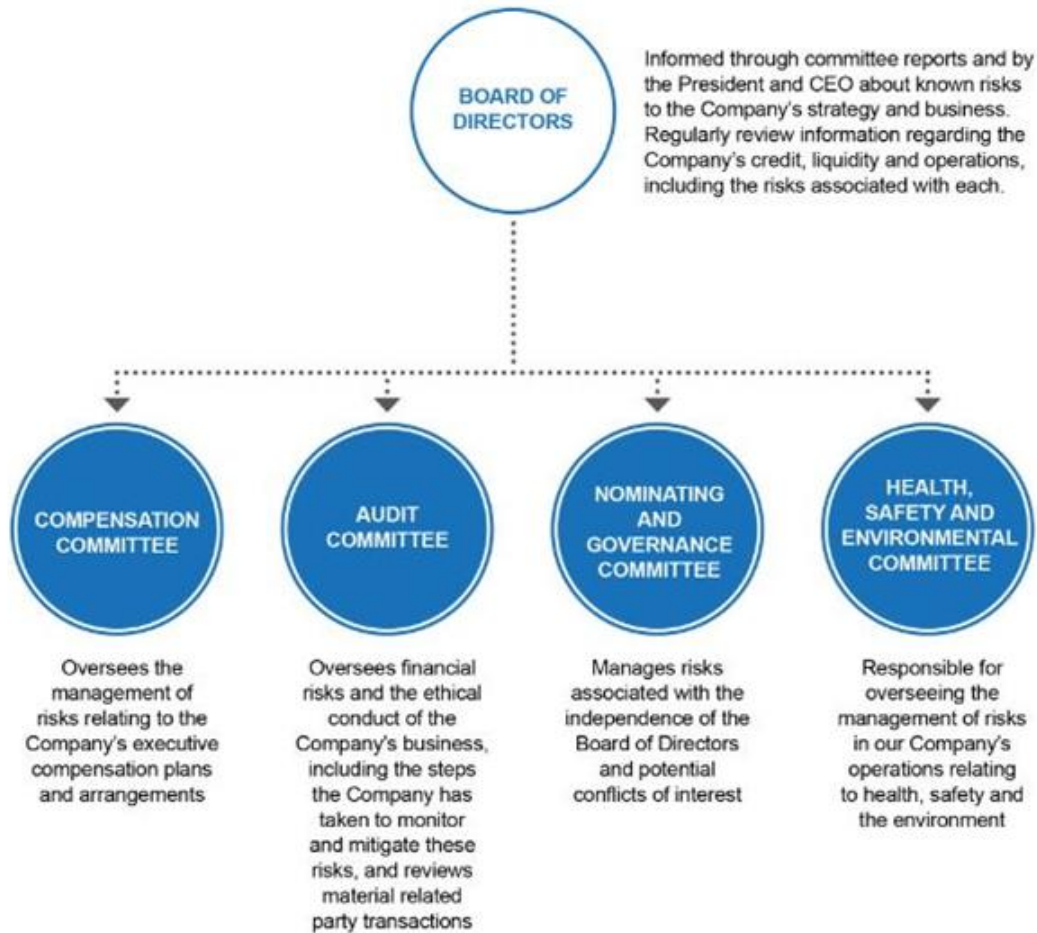 BOARD OF
DIRECTORS
Informed through committee reports and by
the President and CEO about known risks
to the Company's strategy and business.
Regularly review information regarding the
Company's credit, liquidity and operations,
including the risks associated with each.
COMPENSATION
COMMITTEE
AUDIT
COMMITTEE
NOMINATING
AND
GOVERNANCE
COMMITTEE
HEALTH,
SAFETY AND
ENVIRONMENTAL
COMMITTEE
Oversees the
management of
risks relating to the
Company's executive
compensation plans
and arrangements
Oversees financial
risks and the ethical
conduct of the
Company's business,
including the steps
the Company has
taken to monitor
and mitigate these
risks, and reviews
material related
party transactions
Manages risks
associated with the
independence of the
Board of Directors
and potential
conflicts of interest
Responsible for
overseeing the
management of risks
in our Company's
operations relating
to health, safety and
the environment